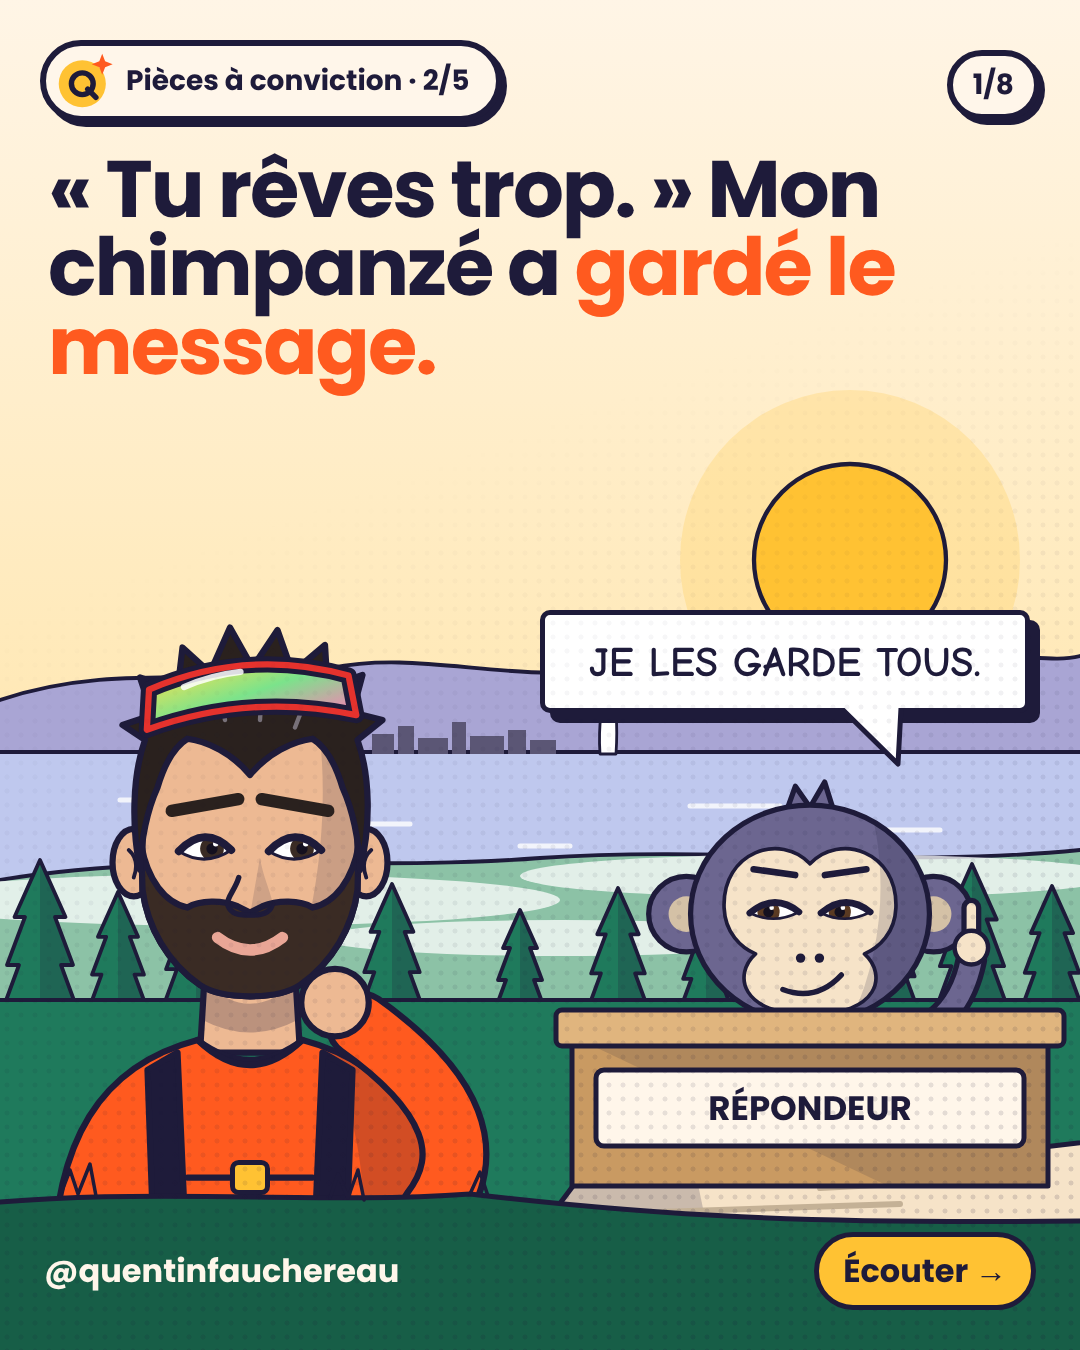 Q Pièces à conviction · 2/5
1/8
« Tu rêves trop. » Mon
chimpanzé a gardé le
message.
JE LES GARDE TOUS.
RÉPONDEUR
@quentinfauchereau
Écouter →